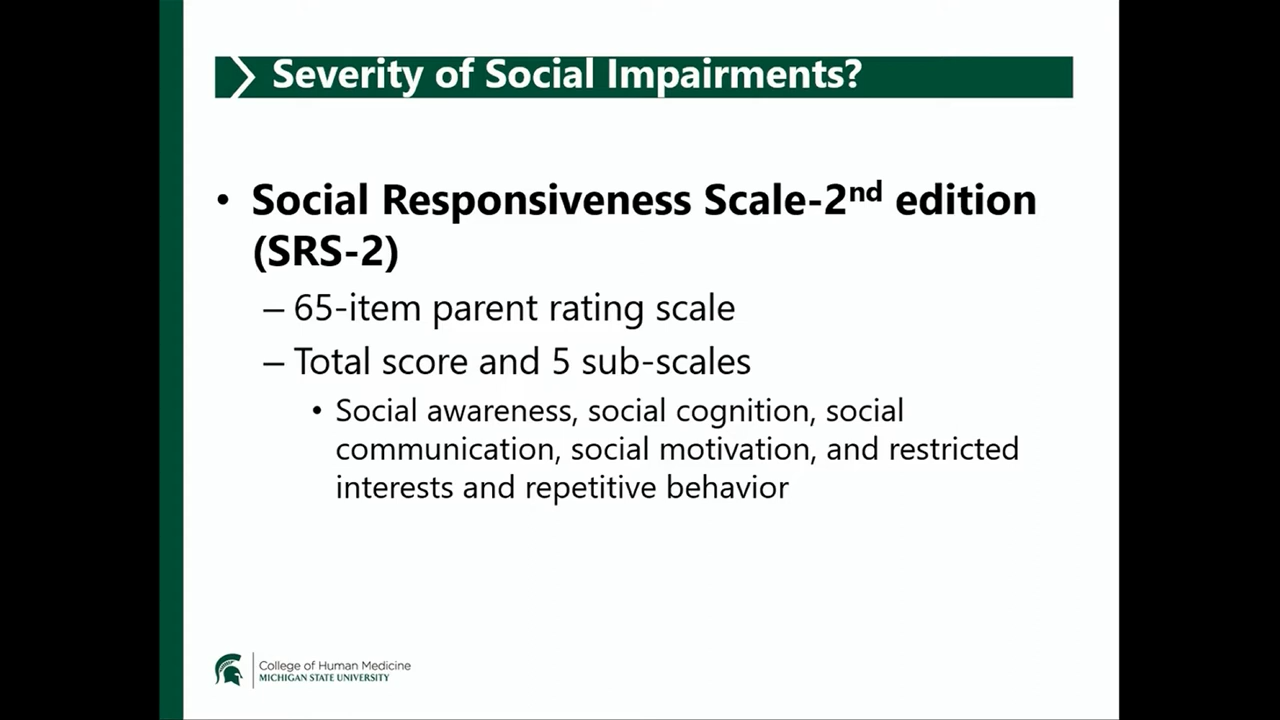 Severity of Social Impairments?
• Social Responsiveness Scale-2nd edition
(SRS-2)
– 65-item parent rating scale
– Total score and 5 sub-scales
• Social awareness, social cognition, social
communication, social motivation, and restricted
interests and repetitive behavior
College of Human Medicine
MICHIGAN STATE UNIVERSITY